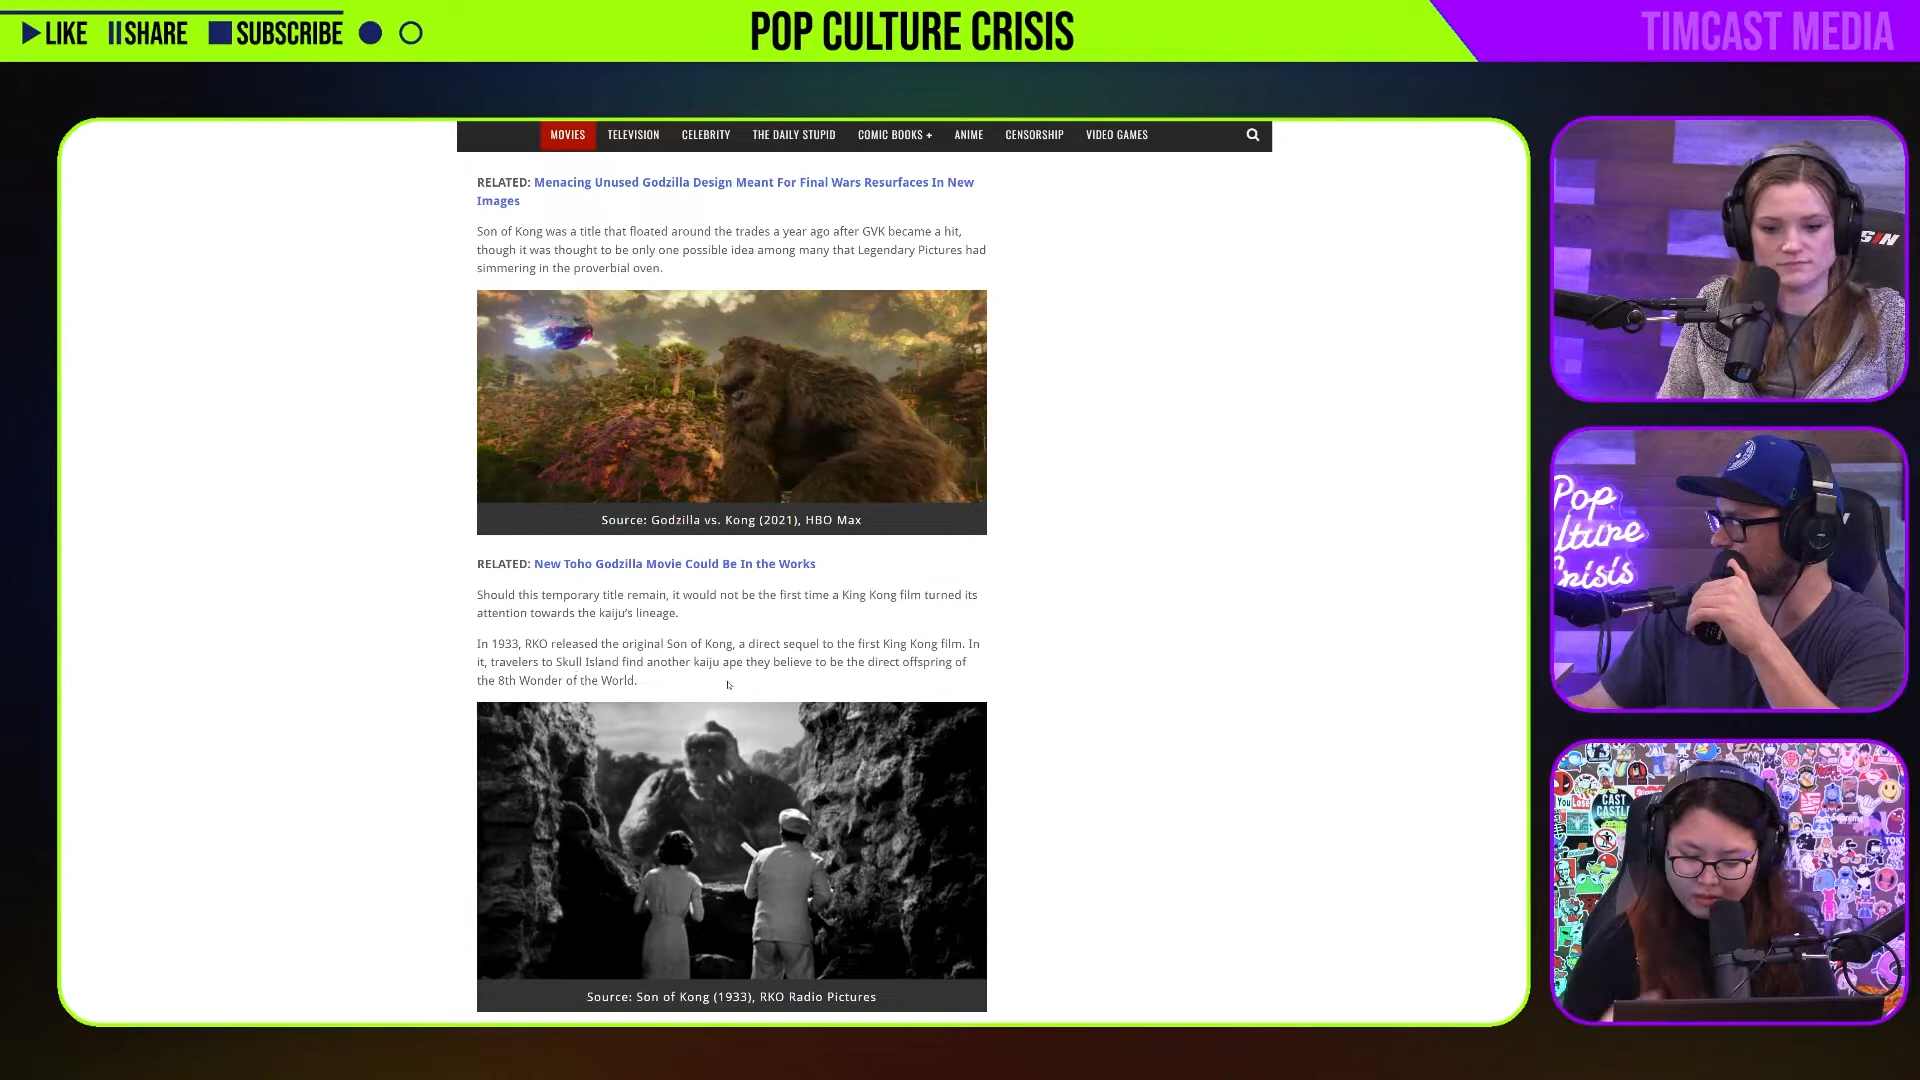 LIKE SHARE SUBSCRIBE
POP CULTURE CRISIS
TIMCAST MEDIA
MOVIES TELEVISION CELEBRITY THE DAILY STUPID COMIC BOOKS + ANIME CENSORSHIP VIDEO GAMES
RELATED: Menacing Unused Godzilla Design Meant For Final Wars Resurfaces In New
Images
Son of Kong was a title that floated around the trades a year ago after GVK became a hit,
though it was thought to be only one possible idea among many that Legendary Pictures had
simmering in the proverbial oven.
Source: Godzilla vs. Kong (2021), HBO Max
RELATED: New Toho Godzilla Movie Could Be In the Works
Should this temporary title remain, it would not be the first time a King Kong film turned its
attention towards the kaiju’s lineage.
In 1933, RKO released the original Son of Kong, a direct sequel to the first King Kong film. In
it, travelers to Skull Island find another kaiju ape they believe to be the direct offspring of
the 8th Wonder of the World.
Source: Son of Kong (1933), RKO Radio Pictures
Pop
ulture
Crisis
You Lose
CAST
CASTLE
Supreme